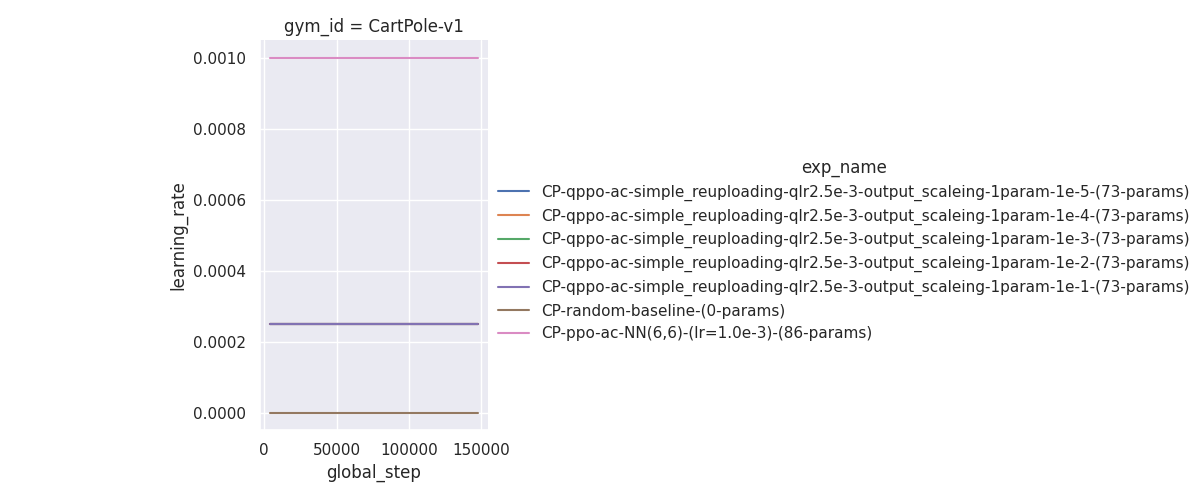 gym_id = CartPole-v1
0.0010
0.0008
0.0006
0.0004
0.0002
0.0000
learning_rate
0 50000 100000 150000
global_step
exp_name
CP-qppo-ac-simple_reuploading-qlr2.5e-3-output_scaleing-1param-1e-5-(73-params)
CP-qppo-ac-simple_reuploading-qlr2.5e-3-output_scaleing-1param-1e-4-(73-params)
CP-qppo-ac-simple_reuploading-qlr2.5e-3-output_scaleing-1param-1e-3-(73-params)
CP-qppo-ac-simple_reuploading-qlr2.5e-3-output_scaleing-1param-1e-2-(73-params)
CP-qppo-ac-simple_reuploading-qlr2.5e-3-output_scaleing-1param-1e-1-(73-params)
CP-random-baseline-(0-params)
CP-ppo-ac-NN(6,6)-(lr=1.0e-3)-(86-params)